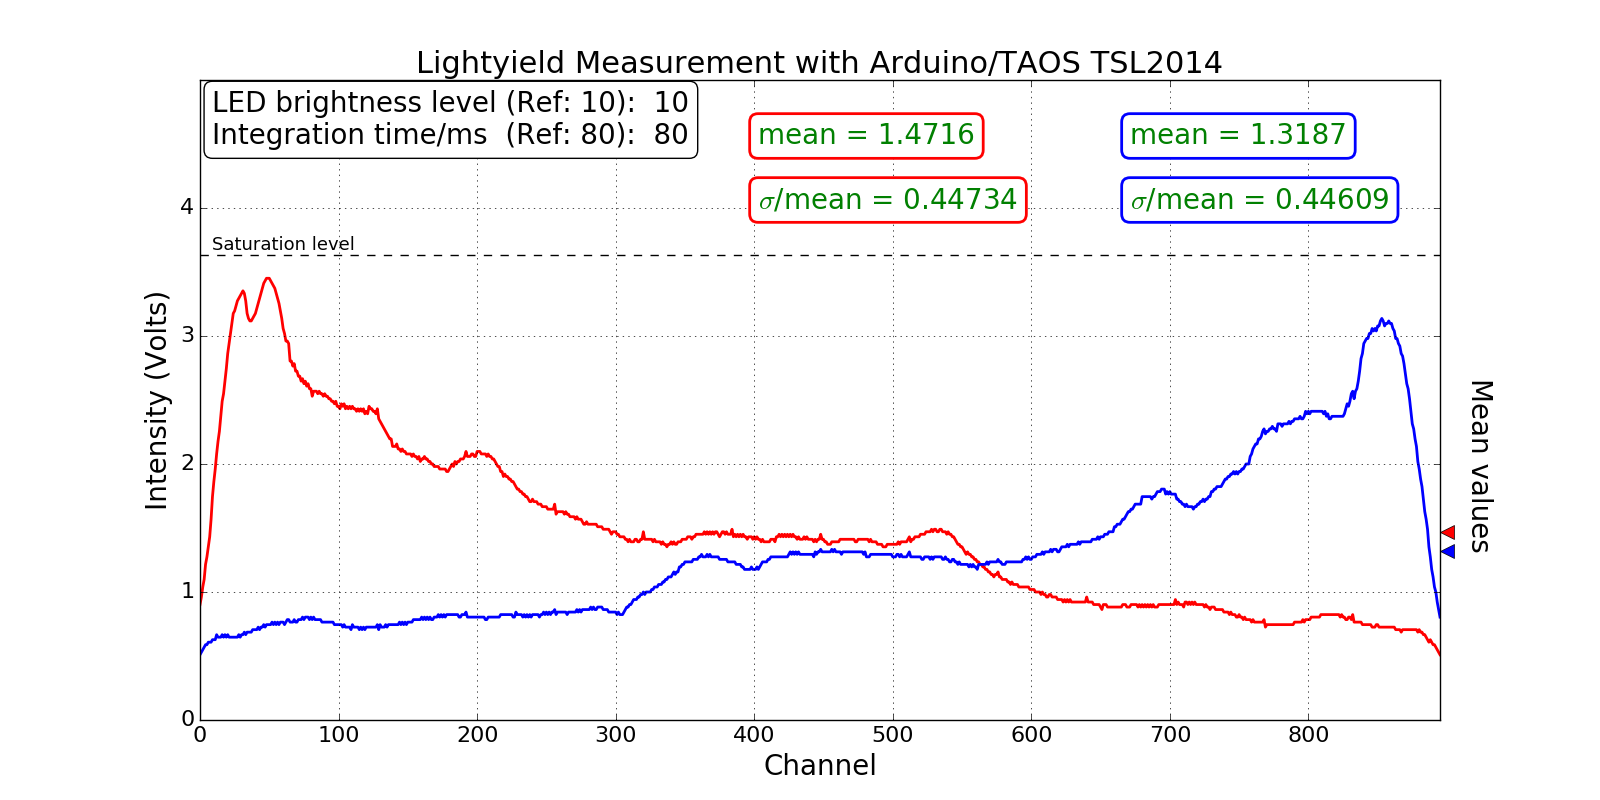 Lightyield Measurement with Arduino/TAOS TSL2014
LED brightness level (Ref: 10):  10
Integration time/ms  (Ref: 80):  80
mean = 1.4716
σ/mean = 0.44734
mean = 1.3187
σ/mean = 0.44609
Saturation level
Intensity (Volts)
4
3
2
1
0
0 100 200 300 400 500 600 700 800
Channel
Mean values